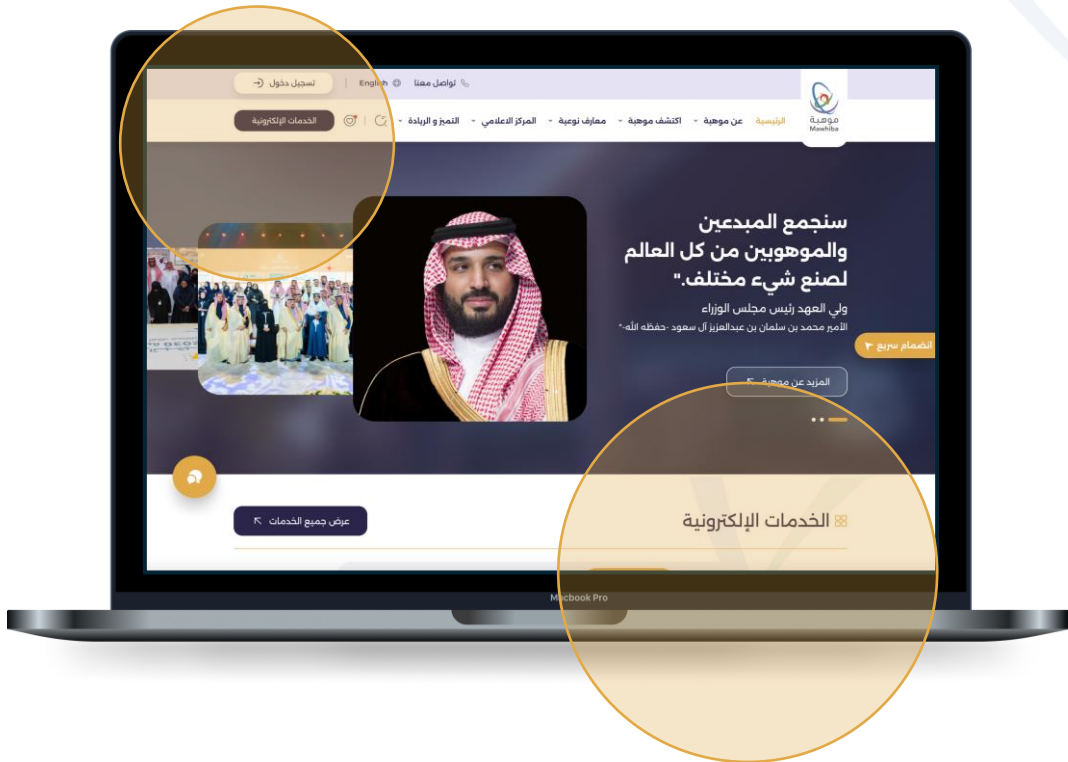 تواصل معنا
English
تسجيل دخول
موهبة
Mawhiba
الرئيسية
عن موهبة
اكتشف موهبة
معارف نوعية
المركز الاعلامي
التميز و الريادة
الخدمات الإلكترونية
سنجمع المبدعين
والموهوبين من كل العالم
لصنع شيء مختلف."
ولي العهد رئيس مجلس الوزراء
الأمير محمد بن سلمان بن عبدالعزيز آل سعود -حفظه الله-"
انضمام سريع
المزيد عن موهبة
الخدمات الإلكترونية
عرض جميع الخدمات
Macbook Pro